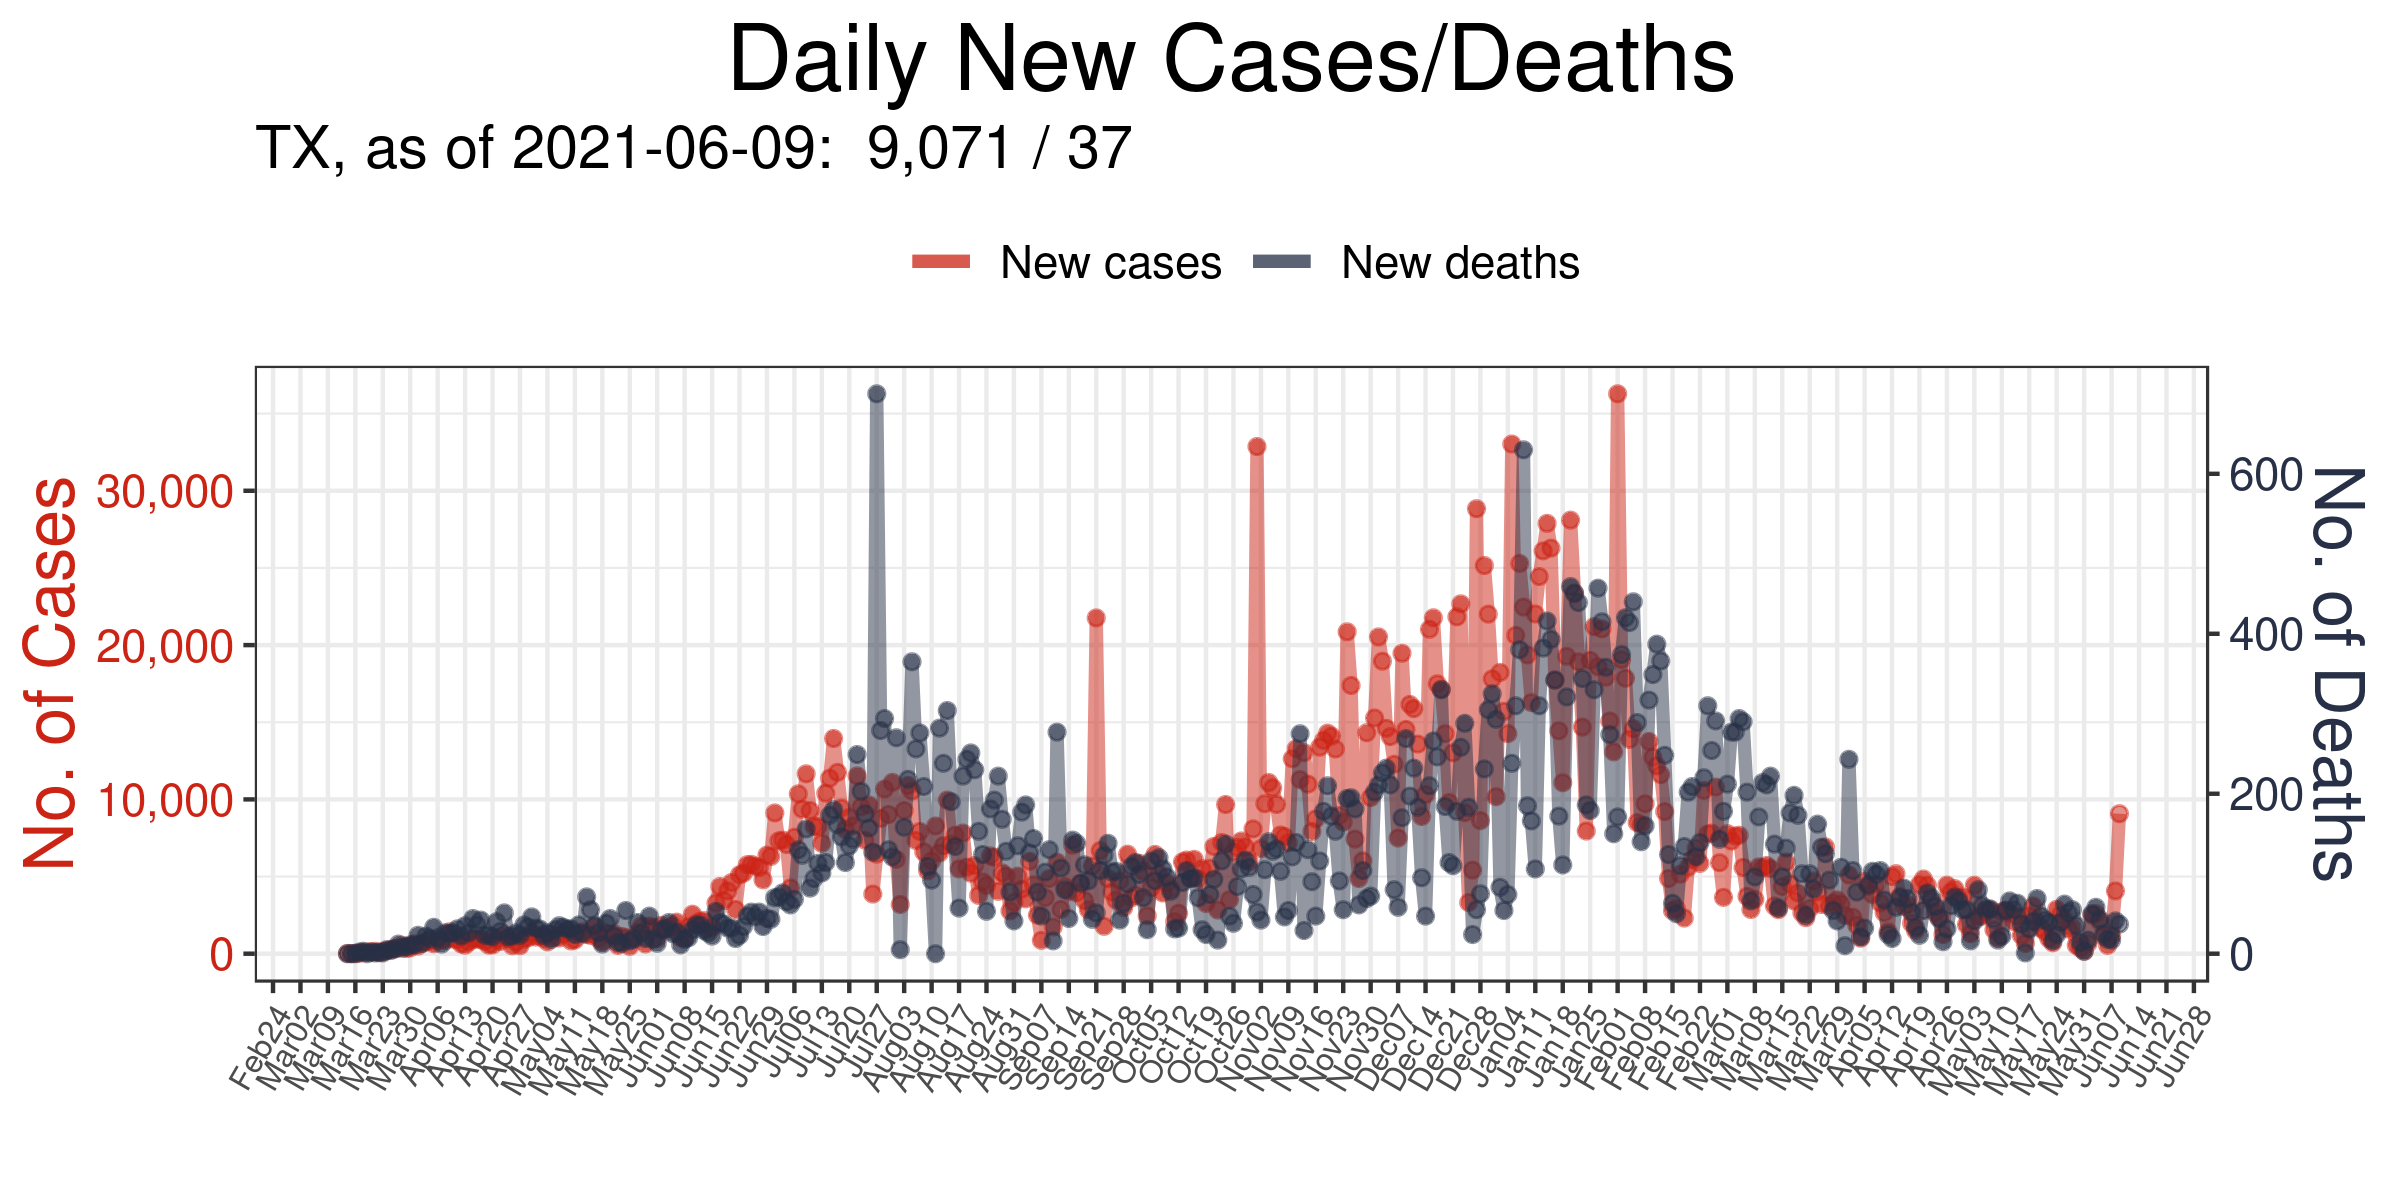 Daily New Cases/Deaths
TX, as of 2021-06-09:  9,071 / 37
New cases
New deaths
No. of Cases
30,000
20,000
10,000
0
600
400
200
0
No. of Deaths
Feb24
Mar02
Mar09
Mar16
Mar23
Mar30
Apr06
Apr13
Apr20
Apr27
May04
May11
May18
May25
Jun01
Jun08
Jun15
Jun22
Jun29
Jul06
Jul13
Jul20
Jul27
Aug03
Aug10
Aug17
Aug24
Aug31
Sep07
Sep14
Sep21
Sep28
Oct05
Oct12
Oct19
Oct26
Nov02
Nov09
Nov16
Nov23
Nov30
Dec07
Dec14
Dec21
Dec28
Jan04
Jan11
Jan18
Jan25
Feb01
Feb08
Feb15
Feb22
Mar01
Mar08
Mar15
Mar22
Mar29
Apr05
Apr12
Apr19
Apr26
May03
May10
May17
May24
May31
Jun07
Jun14
Jun21
Jun28